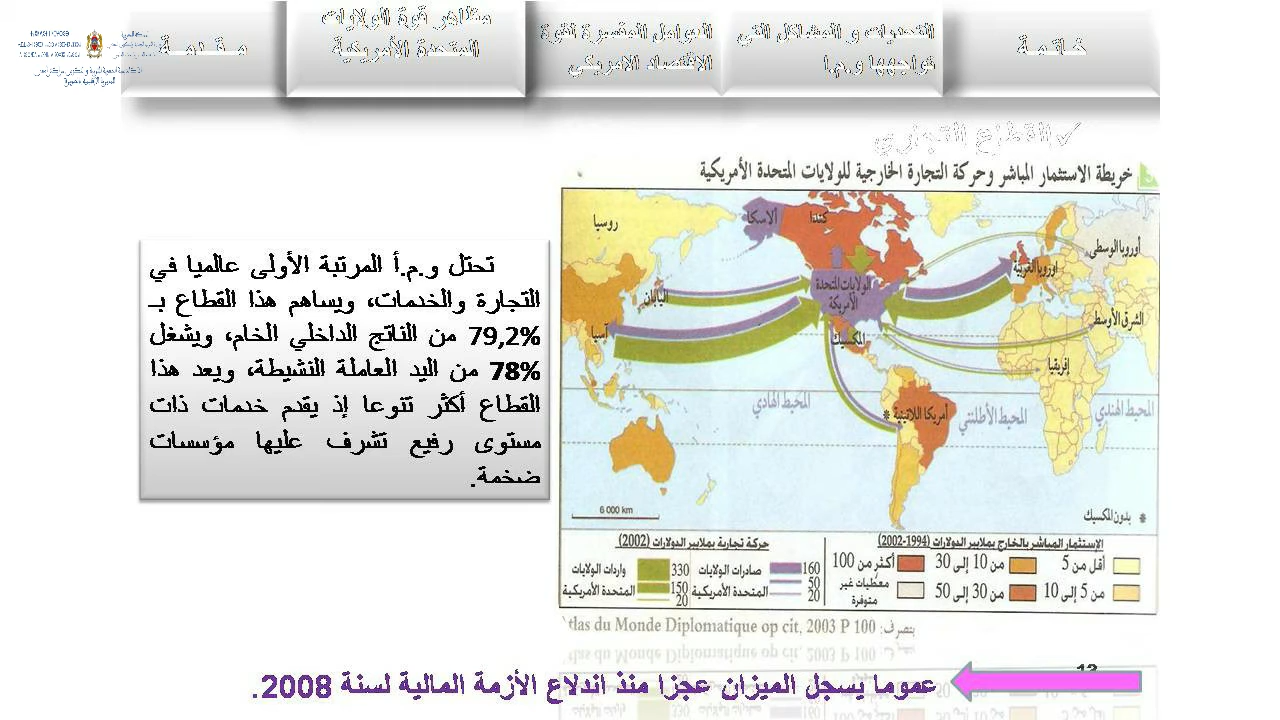 خاتمة
التحديات و المشاكل التي
تواجهها و.م.ا
العوامل المفسرة لقوة
الاقتصاد الامريكي
مظاهر قوة الولايات
المتحدة الأمريكية
مـقـدمـة
✓ القطاع التجاري
خريطة الاستثمار المباشر وحركة التجارة الخارجية للولايات المتحدة الأمريكية
تحتل و.م.أ المرتبة الأولى عالميا في
التجارة والخدمات، ويساهم هذا القطاع بـ
79,2% من الناتج الداخلي الخام، ويشغل
78% من اليد العاملة النشيطة، ويعد هذا
القطاع أكثر تنوعا إذ يقدم خدمات ذات
مستوى رفيع تشرف عليها مؤسسات
ضخمة.
روسيا
ألاسكا
كندا
أوروبا الوسطى
أوروبا الغربية
اليابان
الولايات المتحدة
الأمريكية
آسيا
المكسيك
الشرق الأوسط
إفريقيا
المحيط الهادي
أمريكا اللاتينية *
المحيط الأطلنتي
المحيط الهندي
6 000 km
* بدون المكسيك
الإستثمار المباشر بالخارج بملايير الدولارات (1994-2002)
أقل من 5
من 10 إلى 30
أكثر من 100
من 5 إلى 10
من 30 إلى 50
معطيات غير
متوفرة
حركة تجارية بملايير الدولارات (2002)
160
50
20
صادرات الولايات
المتحدة الأمريكية
330
150
20
واردات الولايات
المتحدة الأمريكية
بتصرف: tlas du Monde Diplomatique op cit, 2003 P 100
عموما يسجل الميزان عجزا منذ اندلاع الأزمة المالية لسنة 2008.